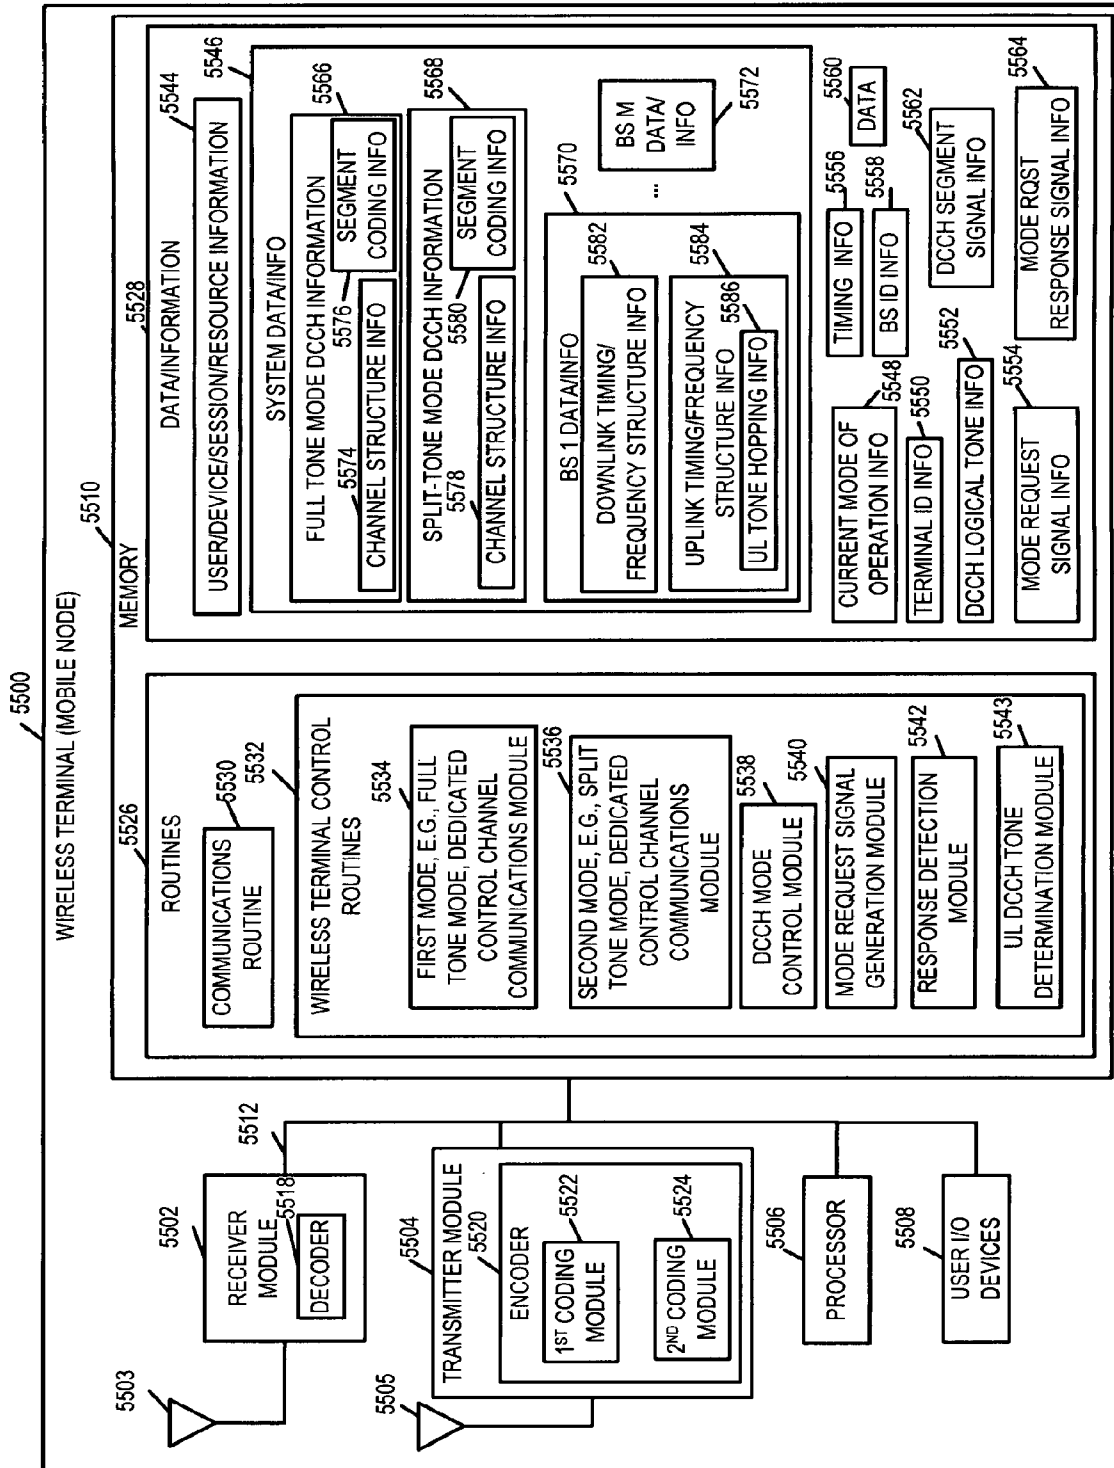 WIRELESS TERMINAL (MOBILE NODE)
5500
5503
5502
RECEIVER
MODULE
5518
DECODER
5512
5505
5504
TRANSMITTER MODULE
5520
ENCODER
5522
1ST CODING
MODULE
5524
2ND CODING
MODULE
5506
PROCESSOR
5508
USER I/O
DEVICES
5510
MEMORY
5526
ROUTINES
5530
COMMUNICATIONS
ROUTINE
5532
WIRELESS TERMINAL CONTROL
ROUTINES
5534
FIRST MODE, E.G., FULL
TONE MODE, DEDICATED
CONTROL CHANNEL
COMMUNICATIONS MODULE
5536
SECOND MODE, E.G., SPLIT
TONE MODE, DEDICATED
CONTROL CHANNEL
COMMUNICATIONS
MODULE
5538
DCCH MODE
CONTROL MODULE
5540
MODE REQUEST SIGNAL
GENERATION MODULE
5542
RESPONSE DETECTION
MODULE
5543
UL DCCH TONE
DETERMINATION MODULE
5528
DATA/INFORMATION
5544
USER/DEVICE/SESSION/RESOURCE INFORMATION
5546
SYSTEM DATA/INFO
5566
FULL TONE MODE DCCH INFORMATION
5574
CHANNEL STRUCTURE INFO
5576
SEGMENT
CODING INFO
5568
SPLIT-TONE MODE DCCH INFORMATION
5578
CHANNEL STRUCTURE INFO
5580
SEGMENT
CODING INFO
5570
BS 1 DATA/INFO
5582
DOWNLINK TIMING/
FREQUENCY STRUCTURE INFO
5584
UPLINK TIMING/FREQUENCY
STRUCTURE INFO
5586
UL TONE HOPPING INFO
...
BS M
DATA/
INFO
5572
5548
CURRENT MODE OF
OPERATION INFO
5550
TERMINAL ID INFO
5552
DCCH LOGICAL TONE INFO
5554
MODE REQUEST
SIGNAL INFO
5556
TIMING INFO
5558
BS ID INFO
5560
DATA
5562
DCCH SEGMENT
SIGNAL INFO
5564
MODE RQST
RESPONSE SIGNAL INFO